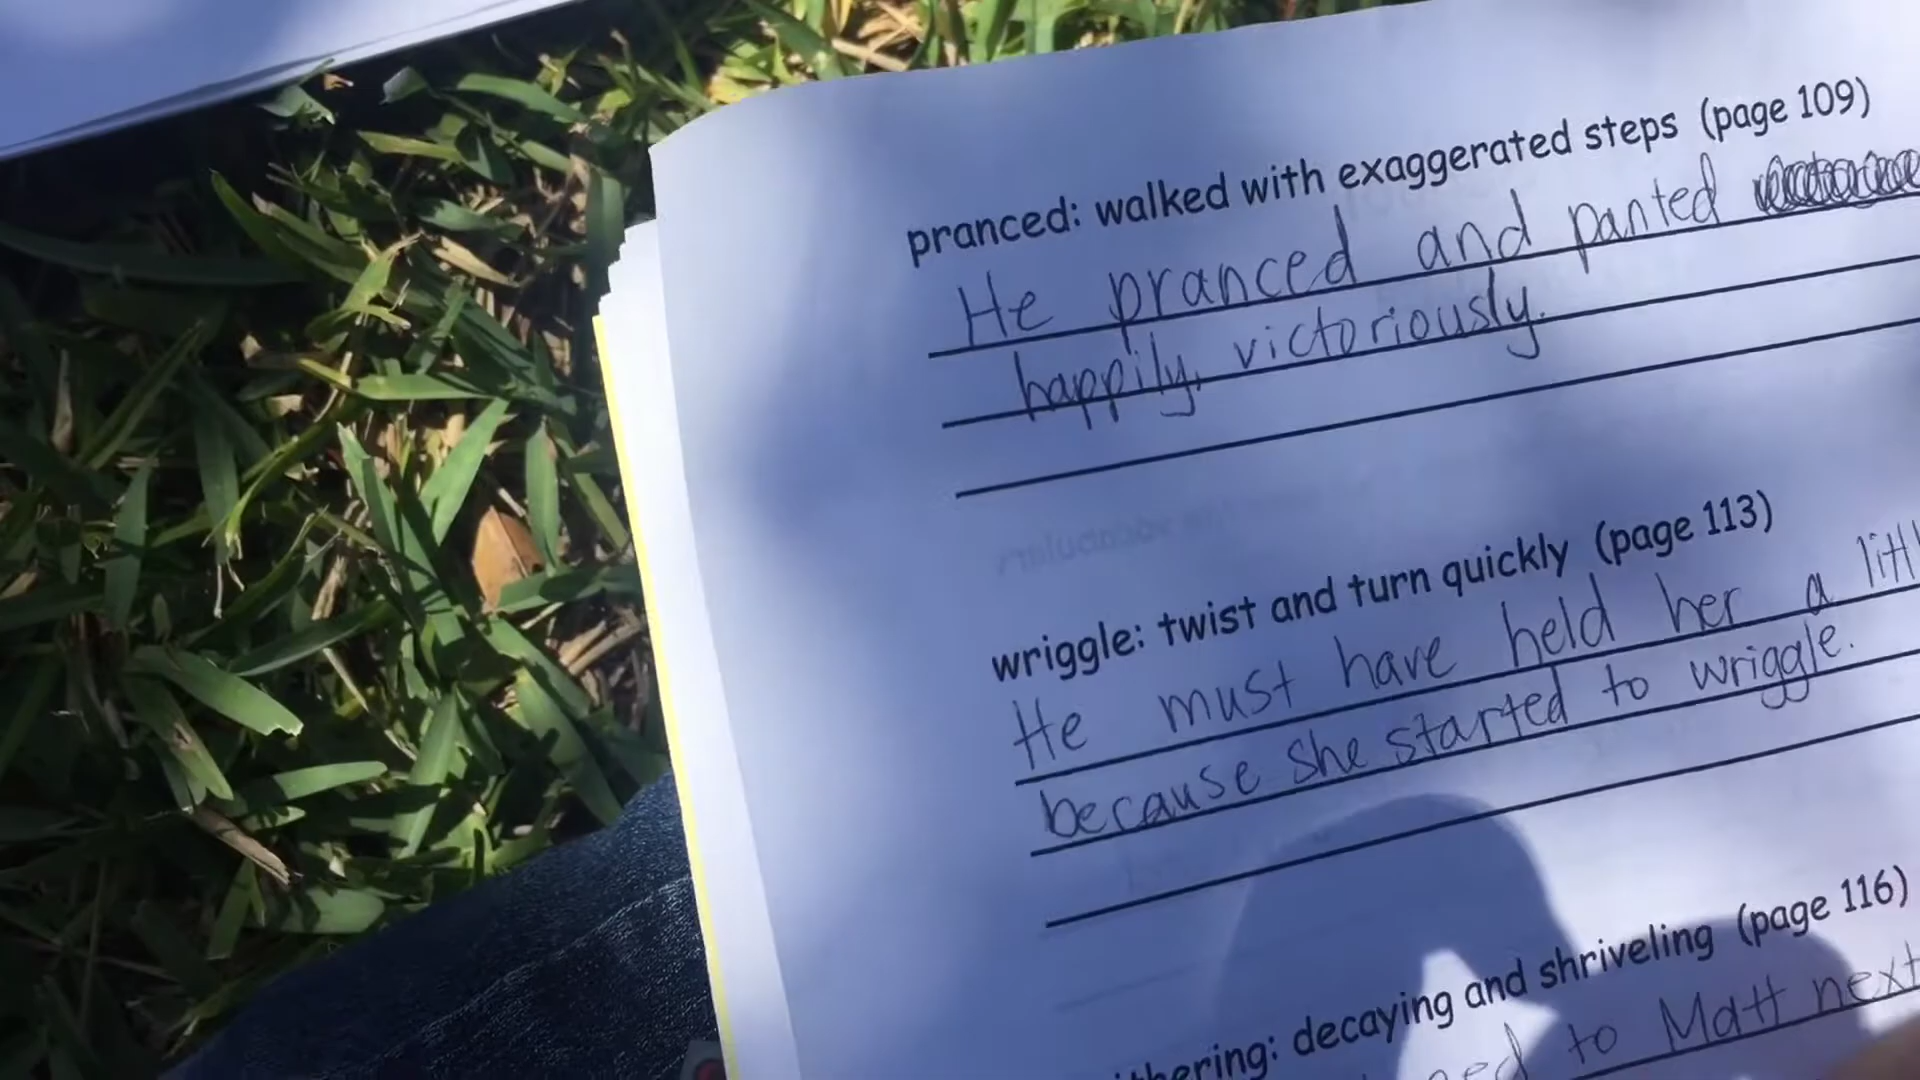 pranced: walked with exaggerated steps (page 109)
He pranced and panted
happily, victoriously.
wriggle: twist and turn quickly (page 113)
He must have held her a
because she started to wriggle.
decaying and shriveling (page 116)
to Matt next